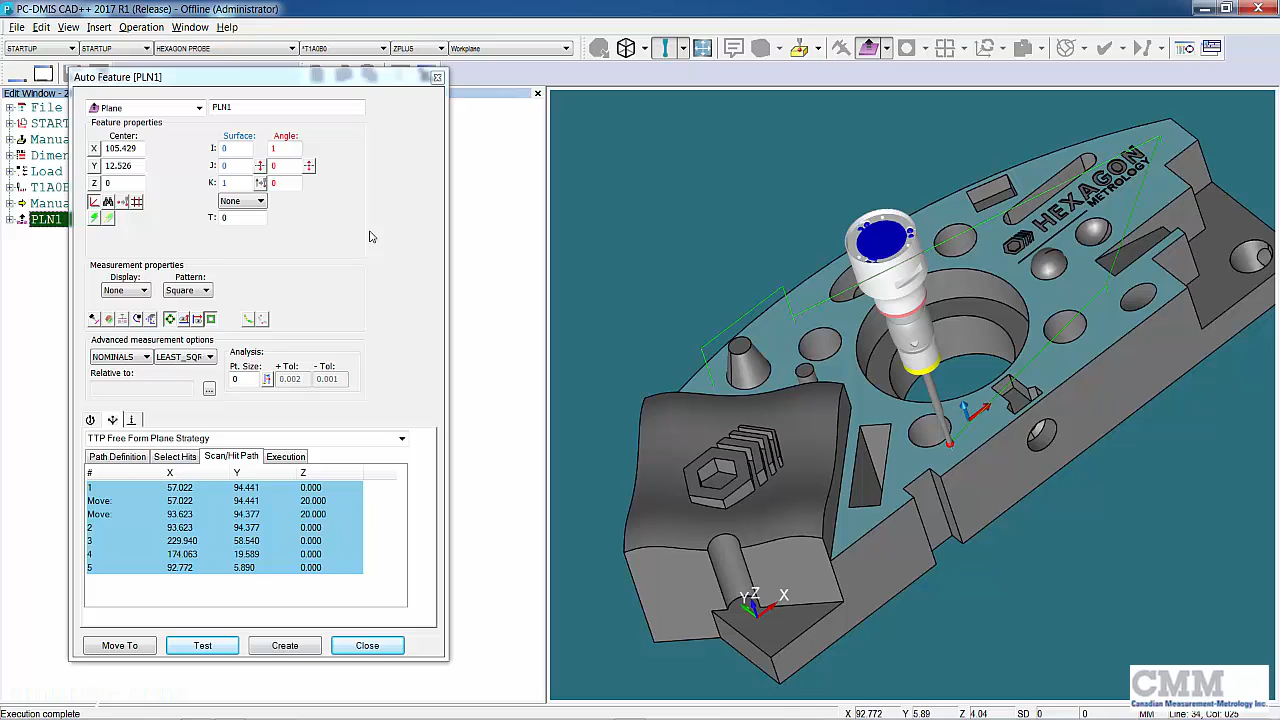 PC-DMIS CAD++ 2017 R1 (Release) - Offline (Administrator)
File Edit View Insert Operation Window Help
STARTUP STARTUP HEXAGON PROBE *T1A0B0 ZPLUS Workplane
Edit Window - 2
Auto Feature [PLN1]
File
START
Manua
Dimen
Load
T1A0B
Manua
PLN1
Plane PLN1
Feature properties
Center: Surface: Angle:
X 105.429 I: 0 1
Y 12.526 J: 0 0
Z 0 K: 1 0
None
T: 0
Measurement properties
Display: Pattern:
None Square
Advanced measurement options
NOMINALS LEAST_SQR
Analysis:
Relative to: Pt. Size: + Tol: - Tol:
0 0.002 0.001
TTP Free Form Plane Strategy
Path Definition Select Hits Scan/Hit Path Execution
# X Y Z
1 57.022 94.441 0.000
Move: 57.022 94.441 20.000
Move: 93.623 94.377 20.000
2 93.623 94.377 0.000
3 229.940 58.540 0.000
4 174.063 19.589 0.000
5 92.772 5.890 0.000
Move To Test Create Close
HEXAGON
METROLOGY
Y Z X
CMM
Canadian Measurement-Metrology Inc.
Execution complete X 92.772 Y 5.89 Z 4.04 SD 0 0 MM Line: 34, Col: 025